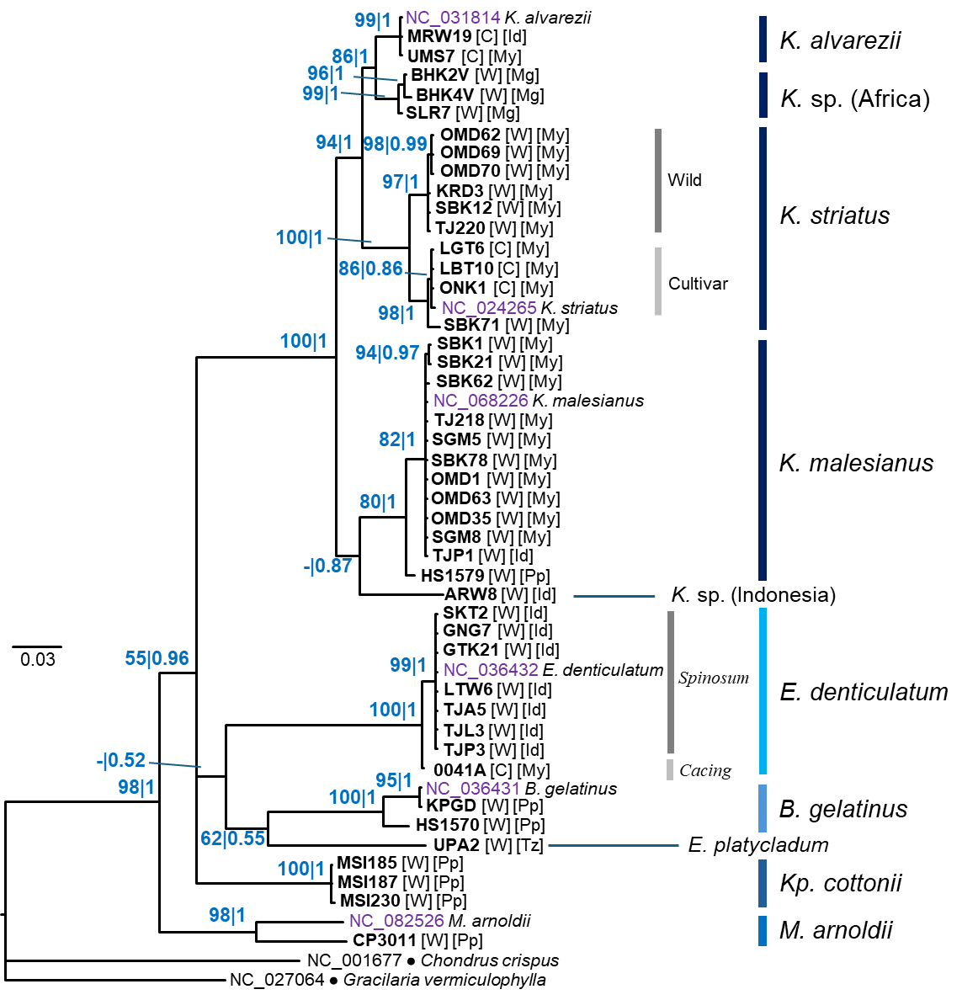 99|1
NC_031814 K. alvarezii
MRW19 [C] [Id]
K. alvarezii
86|1
UMS7 [C] [My]
96|1
BHK2V [W] [Mg]
99|1
BHK4V [W] [Mg]
K. sp. (Africa)
SLR7 [W] [Mg]
94|1
98|0.99
OMD62 [W] [My]
OMD69 [W] [My]
OMD70 [W] [My]
Wild
97|1
KRD3 [W] [My]
SBK12 [W] [My]
K. striatus
TJ220 [W] [My]
100|1
LGT6 [C] [My]
86|0.86
LBT10 [C] [My]
Cultivar
ONK1 [C] [My]
NC_024265 K. striatus
98|1
SBK71 [W] [My]
100|1
SBK1 [W] [My]
94|0.97
SBK21 [W] [My]
SBK62 [W] [My]
NC_068226 K. malesianus
TJ218 [W] [My]
82|1
SGM5 [W] [My]
SBK78 [W] [My]
K. malesianus
OMD1 [W] [My]
80|1
OMD63 [W] [My]
OMD35 [W] [My]
SGM8 [W] [My]
TJP1 [W] [Id]
-|0.87
HS1579 [W] [Pp]
ARW8 [W] [Id]
K. sp. (Indonesia)
SKT2 [W] [Id]
GNG7 [W] [Id]
GTK21 [W] [Id]
0.03
55|0.96
99|1
NC_036432 E. denticulatum
Spinosum
LTW6 [W] [Id]
E. denticulatum
100|1
TJA5 [W] [Id]
TJL3 [W] [Id]
TJP3 [W] [Id]
-|0.52
0041A [C] [My]
Cacing
98|1
95|1
NC_036431 B. gelatinus
100|1
KPGD [W] [Pp]
B. gelatinus
HS1570 [W] [Pp]
62|0.55
UPA2 [W] [Tz]
E. platycladum
100|1
MSI185 [W] [Pp]
MSI187 [W] [Pp]
Kp. cottonii
MSI230 [W] [Pp]
98|1
NC_082526 M. arnoldii
M. arnoldii
CP3011 [W] [Pp]
NC_001677 ● Chondrus crispus
NC_027064 ● Gracilaria vermiculophylla